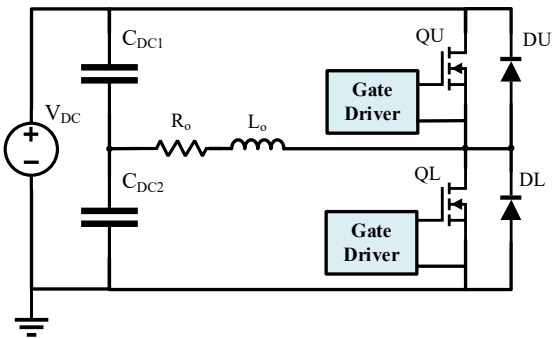 C_DC1
QU
DU
Gate
Driver
V_DC
+
−
R_o
L_o
C_DC2
QL
DL
Gate
Driver